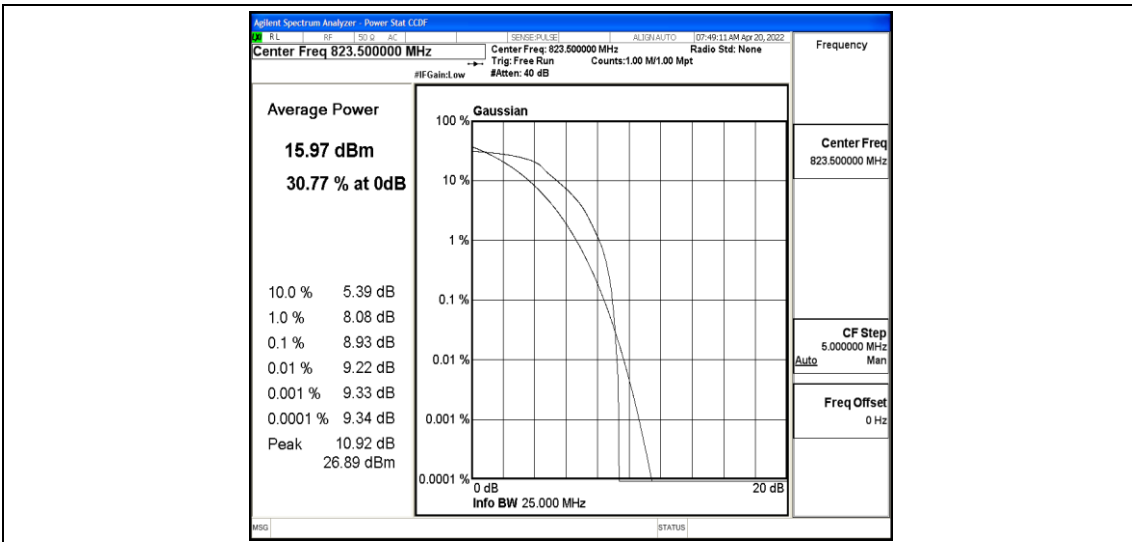 Agilent Spectrum Analyzer - Power Stat CCDF
LXI RL RF 50 Ω AC SENSE:PULSE ALIGN AUTO 07:49:11 AM Apr 20, 2022
Center Freq 823.500000 MHz
Center Freq: 823.500000 MHz Radio Std: None
Trig: Free Run Counts:1.00 M/1.00 Mpt
#IFGain:Low #Atten: 40 dB
Average Power
15.97 dBm
30.77 % at 0dB
10.0 % 5.39 dB
1.0 % 8.08 dB
0.1 % 8.93 dB
0.01 % 9.22 dB
0.001 % 9.33 dB
0.0001 % 9.34 dB
Peak 10.92 dB
26.89 dBm
Gaussian
100 %
10 %
1 %
0.1 %
0.01 %
0.001 %
0.0001 %
0 dB 20 dB
Info BW 25.000 MHz
Frequency
Center Freq
823.500000 MHz
CF Step
5.000000 MHz
Auto Man
Freq Offset
0 Hz
MSG STATUS